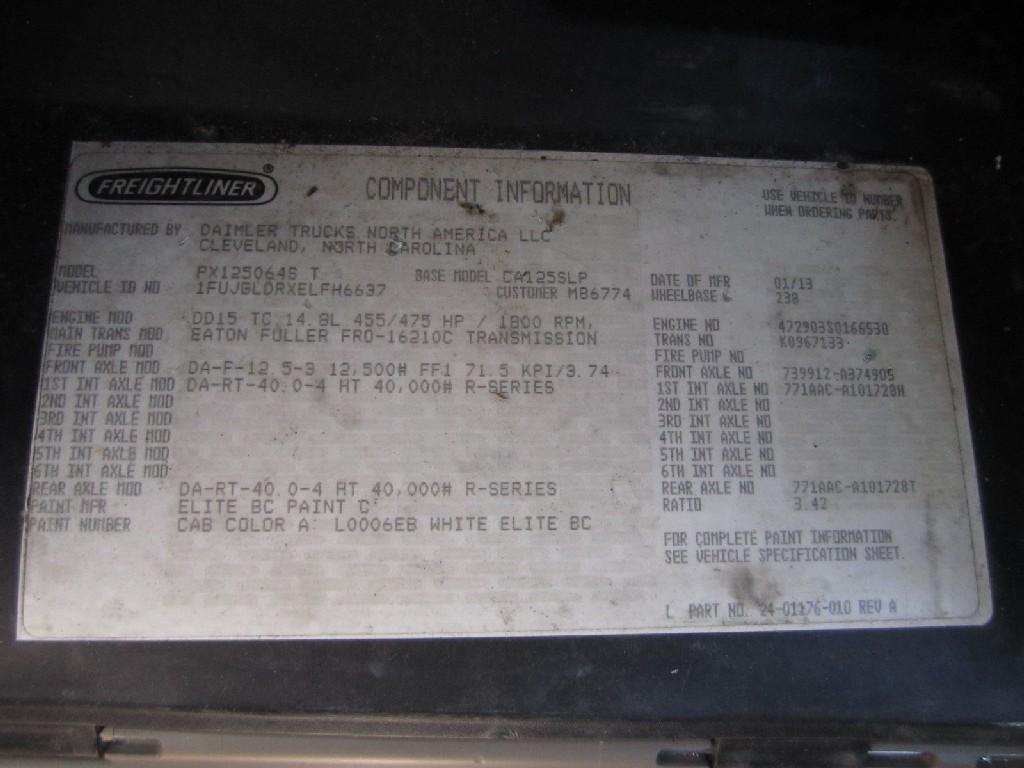 FREIGHTLINER ®
COMPONENT INFORMATION
USE VEHICLE ID NUMBER
WHEN ORDERING PARTS.
MANUFACTURED BY DAIMLER TRUCKS NORTH AMERICA LLC
CLEVELAND, NORTH CAROLINA
MODEL PX125064S T BASE MODEL CA125SLP DATE OF MFR 01/13
VEHICLE ID NO 1FUJGLDRXELFH6637 CUSTOMER MB6774 WHEELBASE 238
ENGINE MOD DD15 TC 14.8L 455/475 HP / 1800 RPM, ENGINE NO 472903S0166530
MAIN TRANS MOD EATON FULLER FRO-16210C TRANSMISSION TRANS NO K0967133
FIRE PUMP MOD FIRE PUMP NO
FRONT AXLE MOD DA-F-12.5-3 12,500# FF1 71.5 KPI/3.74 FRONT AXLE NO 739912-A374905
1ST INT AXLE MOD DA-RT-40.0-4 HT 40,000# R-SERIES 1ST INT AXLE NO 771AAC-A101728H
2ND INT AXLE MOD 2ND INT AXLE NO
3RD INT AXLE MOD 3RD INT AXLE NO
4TH INT AXLE MOD 4TH INT AXLE NO
5TH INT AXLE MOD 5TH INT AXLE NO
6TH INT AXLE MOD 6TH INT AXLE NO
REAR AXLE MOD DA-RT-40.0-4 HT 40,000# R-SERIES REAR AXLE NO 771AAC-A101728T
PAINT MFR ELITE BC PAINT C RATIO 3.42
PAINT NUMBER CAB COLOR A: L0006EB WHITE ELITE BC
FOR COMPLETE PAINT INFORMATION
SEE VEHICLE SPECIFICATION SHEET.
L PART NO. 24-01176-010 REV A